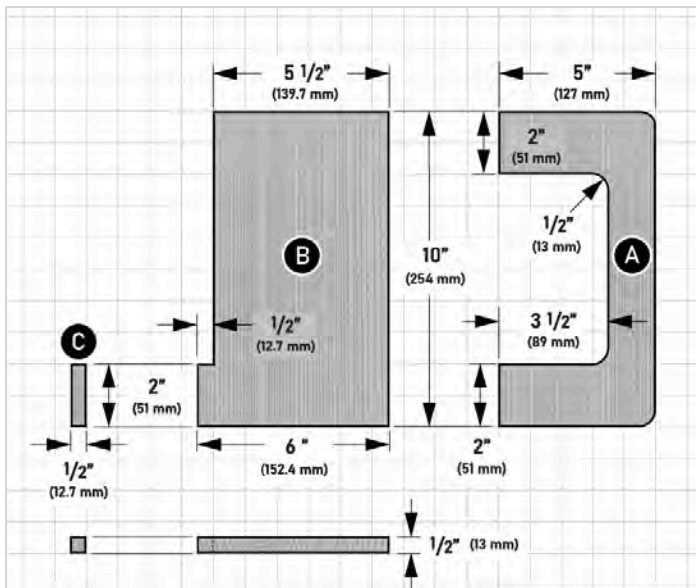 5 1/2"
(139.7 mm)
5"
(127 mm)
2"
(51 mm)
1/2"
(13 mm)
B
10"
(254 mm)
A
C
1/2"
(12.7 mm)
3 1/2"
(89 mm)
2"
(51 mm)
1/2"
(12.7 mm)
6 "
(152.4 mm)
2"
(51 mm)
1/2" (13 mm)